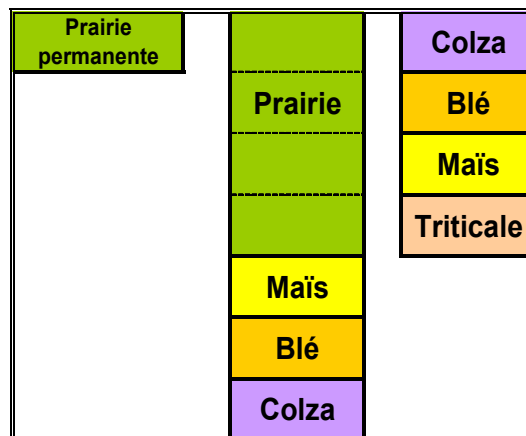 Prairie
permanente
Prairie
Maïs
Blé
Colza
Colza
Blé
Maïs
Triticale